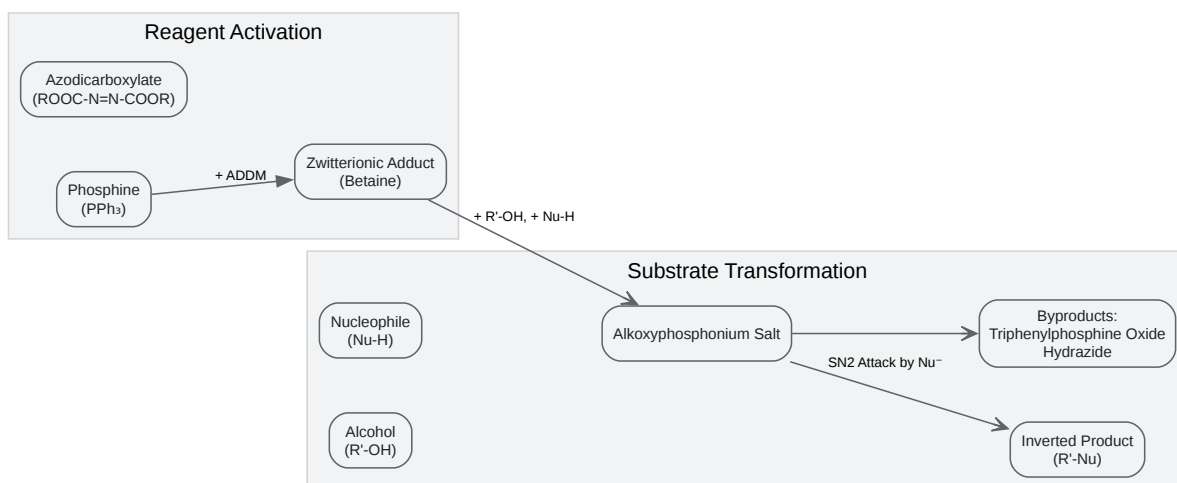 Reagent Activation
Azodicarboxylate
(ROOC-N=N-COOR)
Phosphine
(PPh₃)
+ ADDM
Zwitterionic Adduct
(Betaine)
+ R'-OH, + Nu-H
Substrate Transformation
Nucleophile
(Nu-H)
Alcohol
(R'-OH)
Alkoxyphosphonium Salt
Byproducts:
Triphenylphosphine Oxide
Hydrazide
SN2 Attack by Nu⁻
Inverted Product
(R'-Nu)